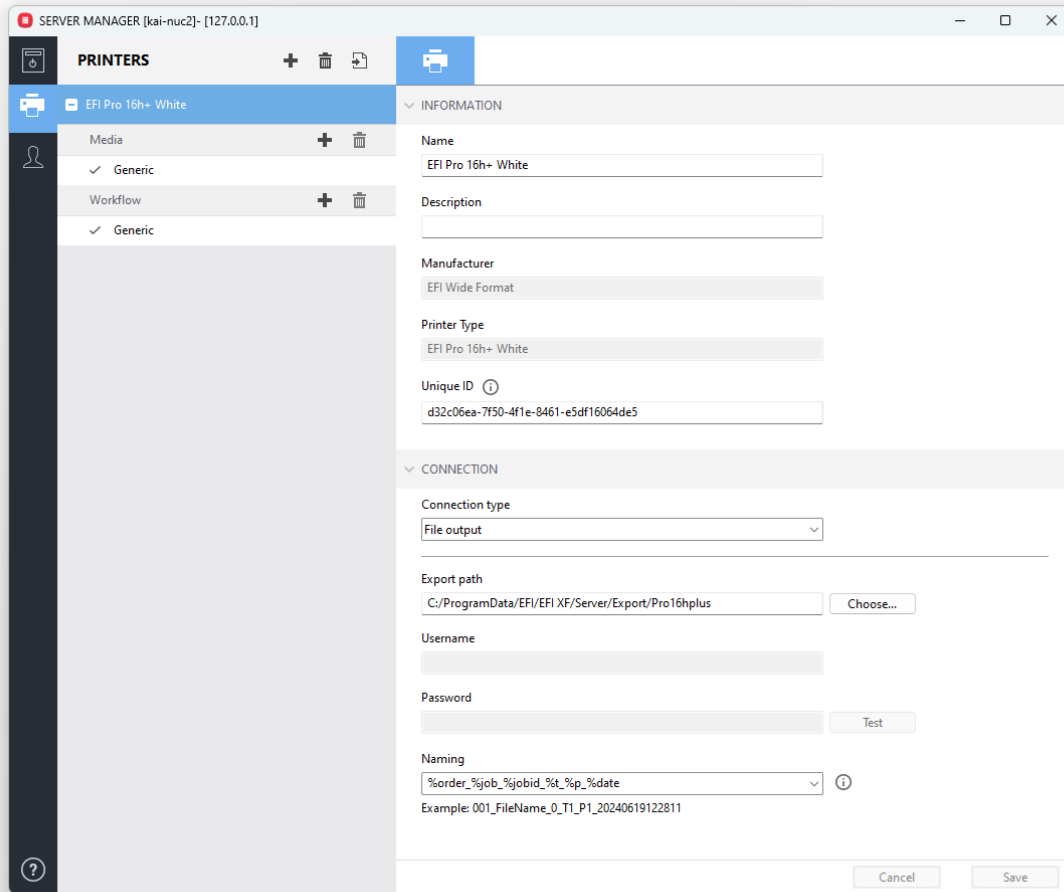 SERVER MANAGER [kai-nuc2]- [127.0.0.1]
PRINTERS
EFI Pro 16h+ White
Media
Generic
Workflow
Generic
INFORMATION
Name
EFI Pro 16h+ White
Description
Manufacturer
EFI Wide Format
Printer Type
EFI Pro 16h+ White
Unique ID
d32c06ea-7f50-4f1e-8461-e5df16064de5
CONNECTION
Connection type
File output
Export path
C:/ProgramData/EFI/EFI XF/Server/Export/Pro16hplus
Choose...
Username
Password
Test
Naming
%order_%job_%jobid_%t_%p_%date
Example: 001_FileName_0_T1_P1_20240619122811
Cancel
Save